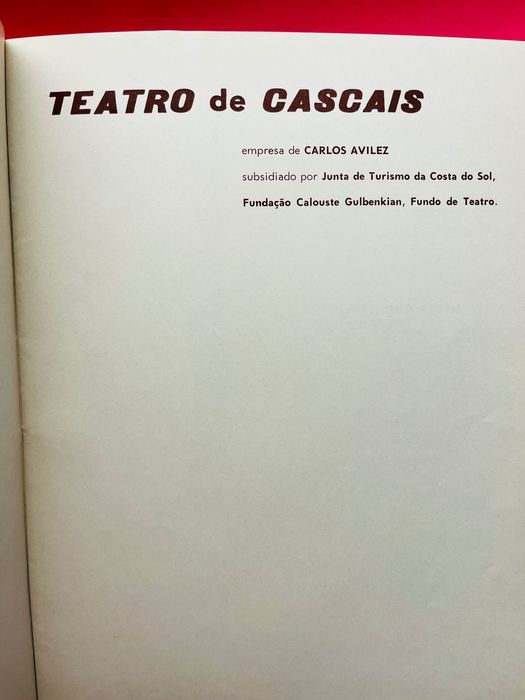 TEATRO de CASCAIS
empresa de CARLOS AVILEZ
subsidiado por Junta de Turismo da Costa do Sol,
Fundação Calouste Gulbenkian, Fundo de Teatro.